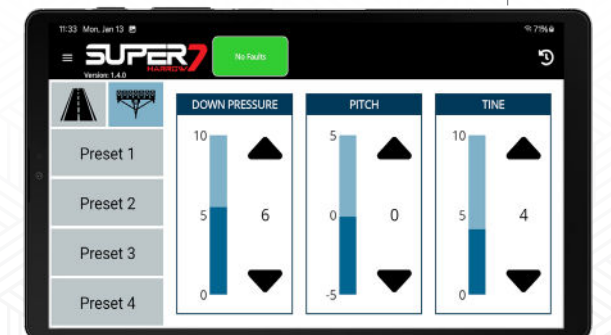 11:33 Mon, Jan 13
71%
SUPER7
HARROW
Version: 1.4.0
No Faults
Preset 1
Preset 2
Preset 3
Preset 4
DOWN PRESSURE
10
5
0
6
PITCH
5
0
-5
0
TINE
10
5
0
4